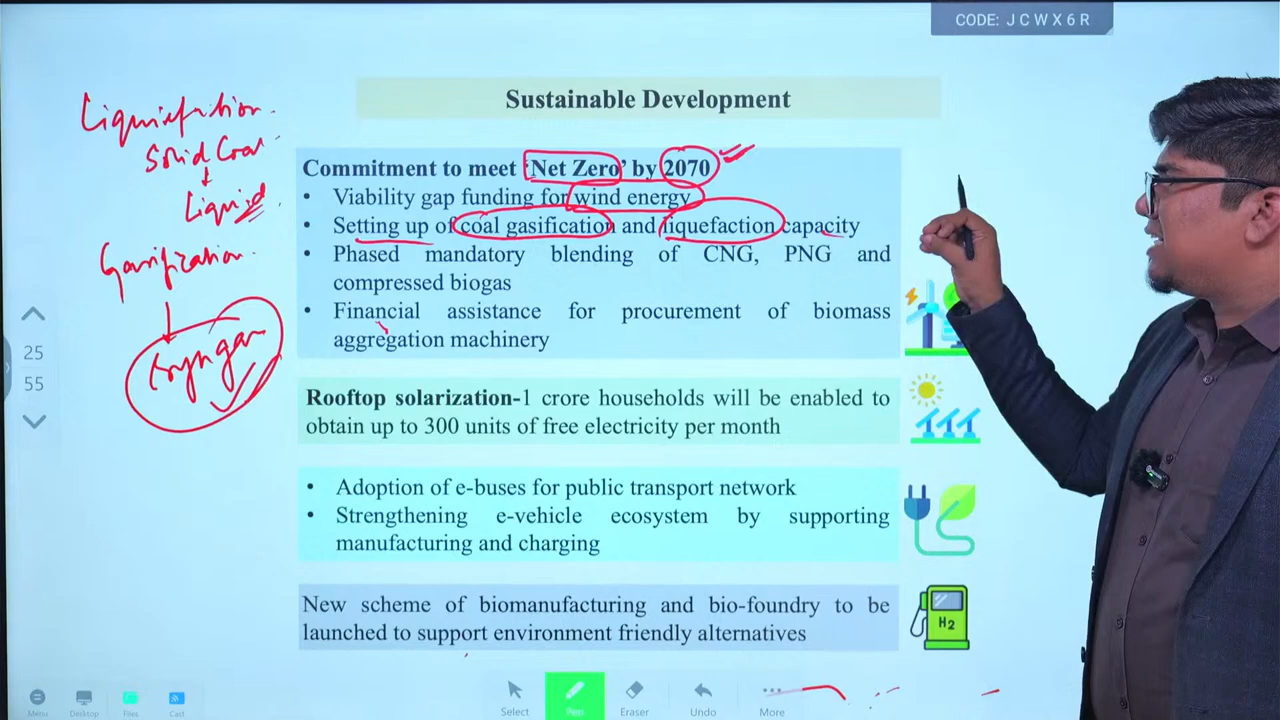 CODE: J C W X 6 R
Sustainable Development
Liquiefaction.
Solid Coal
Liquid
Gasification.
Syngas
Commitment to meet 'Net Zero' by 2070
• Viability gap funding for wind energy
• Setting up of coal gasification and liquefaction capacity
• Phased mandatory blending of CNG, PNG and
compressed biogas
• Financial assistance for procurement of biomass
aggregation machinery
25
55
Rooftop solarization-1 crore households will be enabled to
obtain up to 300 units of free electricity per month
• Adoption of e-buses for public transport network
• Strengthening e-vehicle ecosystem by supporting
manufacturing and charging
New scheme of biomanufacturing and bio-foundry to be
launched to support environment friendly alternatives
H2
Menu
Desktop
Files
Cast
Select
Pen
Eraser
Undo
More